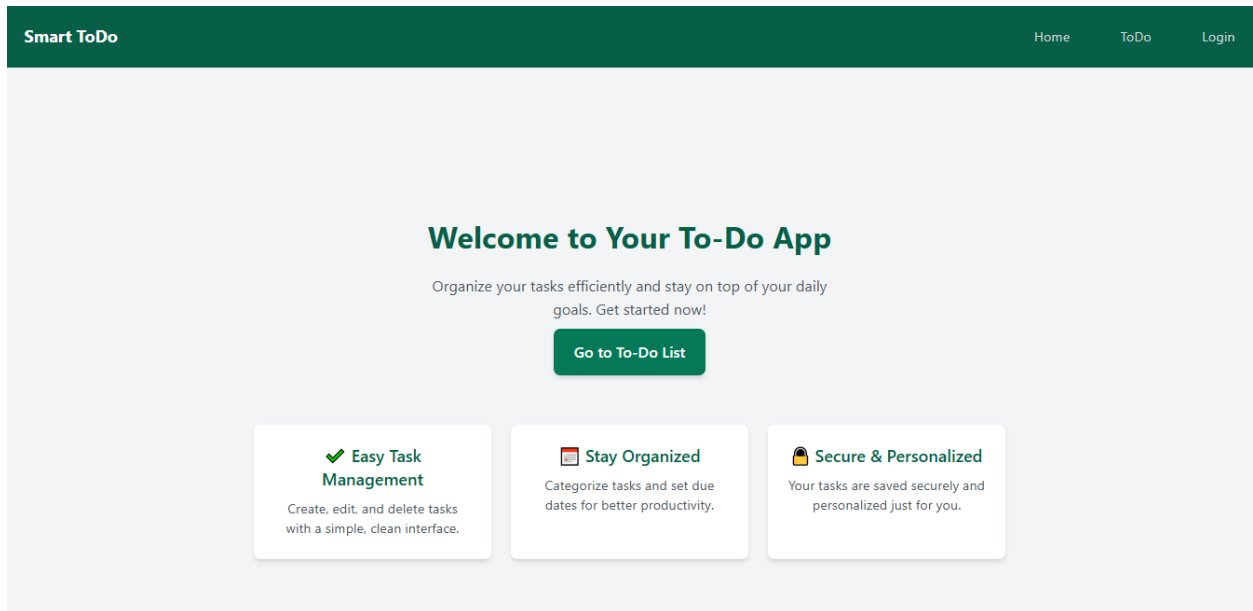 Smart ToDo
Home
ToDo
Login
Welcome to Your To-Do App
Organize your tasks efficiently and stay on top of your daily
goals. Get started now!
Go to To-Do List
Easy Task
Management
Create, edit, and delete tasks
with a simple, clean interface.
Stay Organized
Categorize tasks and set due
dates for better productivity.
Secure & Personalized
Your tasks are saved securely and
personalized just for you.